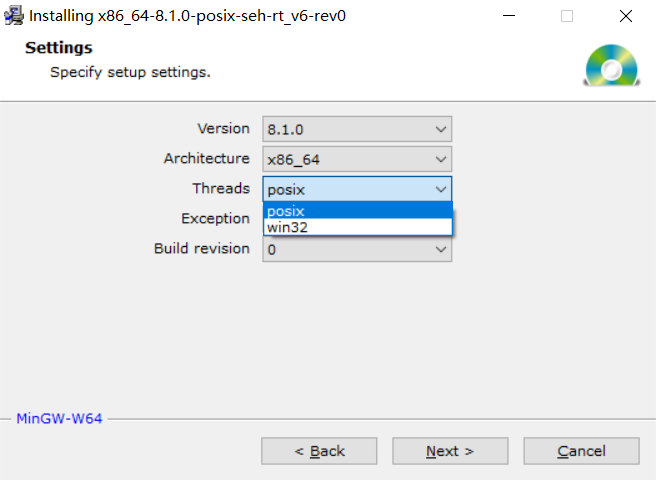 Installing x86_64-8.1.0-posix-seh-rt_v6-rev0
Settings
Specify setup settings.
Version 8.1.0
Architecture x86_64
Threads posix
posix
Exception
win32
Build revision 0
MinGW-W64
< Back Next > Cancel